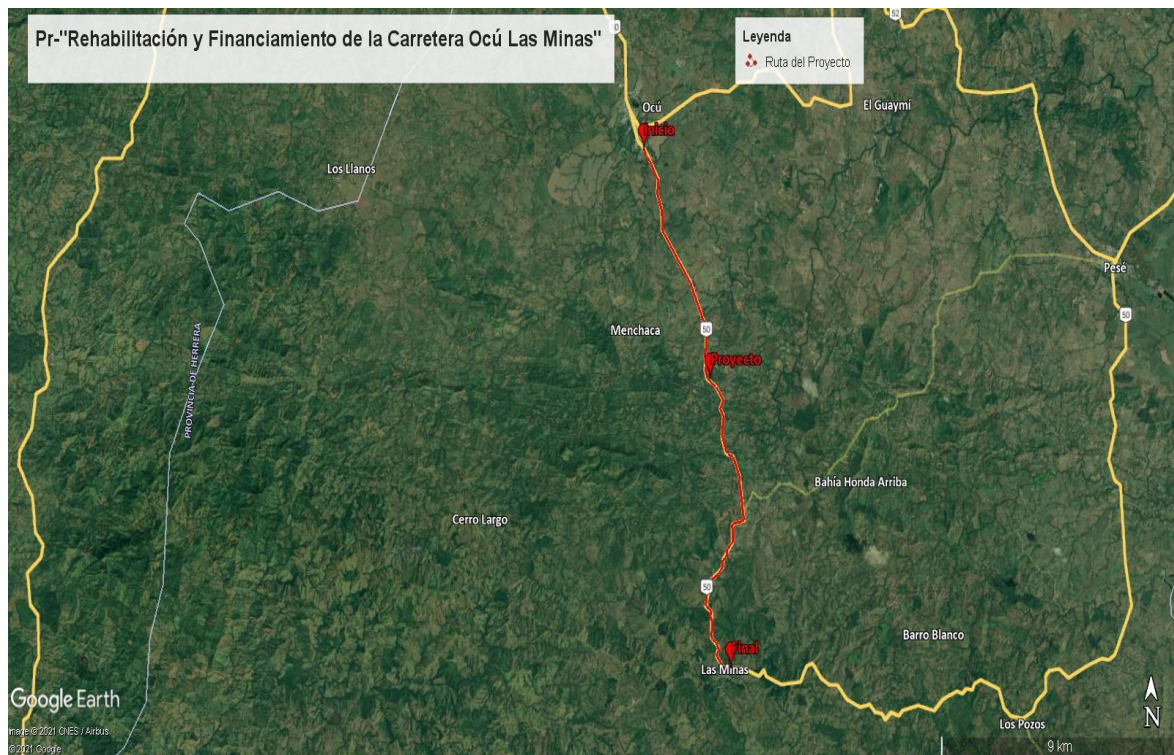 Pr-"Rehabilitación y Financiamiento de la Carretera Ocú Las Minas"
Leyenda
Ruta del Proyecto
52
Ocú
El Guaymí
Inicio
Los Llanos
Pesé
50
50
Menchaca
Proyecto
PROVINCIA DE HERRERA
Bahía Honda Arriba
Cerro Largo
50
Barro Blanco
Final
Las Minas
Los Pozos
N
Google Earth
Image © 2021 CNES / Airbus
© 2021 Google
9 km